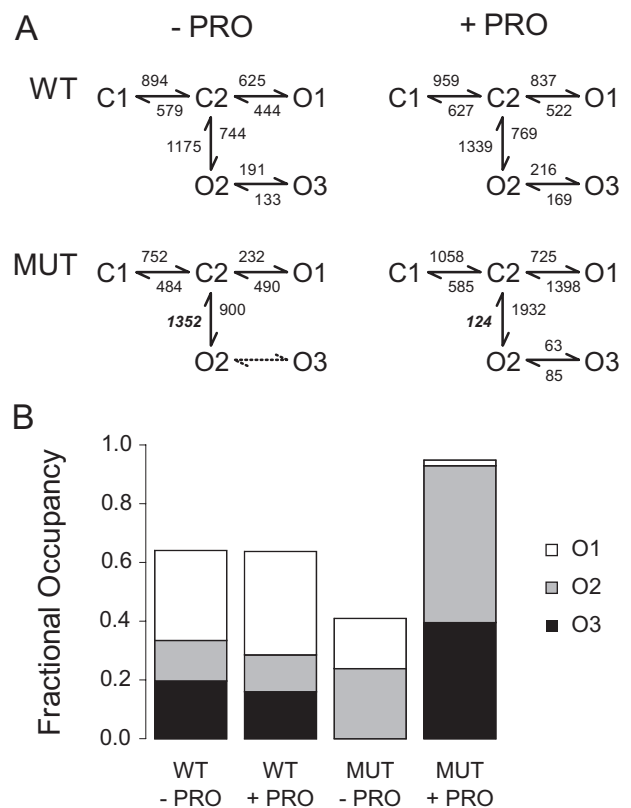 A
- PRO
+ PRO
WT
C1 894 579 C2 625 444 O1
1175 744
O2 191 133 O3
C1 959 627 C2 837 522 O1
1339 769
O2 216 169 O3
MUT
C1 752 484 C2 232 490 O1
1352 900
O2 O3
C1 1058 585 C2 725 1398 O1
124 1932
O2 63 85 O3
B
Fractional Occupancy
1.0
0.8
0.6
0.4
0.2
0.0
O1
O2
O3
WT
- PRO
WT
+ PRO
MUT
- PRO
MUT
+ PRO